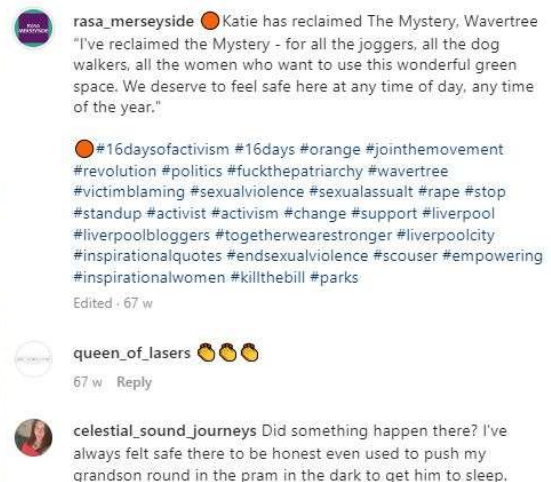 rasa_merseyside 🟠Katie has reclaimed The Mystery, Wavertree
"I've reclaimed the Mystery - for all the joggers, all the dog
walkers, all the women who want to use this wonderful green
space. We deserve to feel safe here at any time of day, any time
of the year."
🟠#16daysofactivism #16days #orange #jointhemovement
#revolution #politics #fuckthepatriarchy #wavertree
#victimblaming #sexualviolence #sexualassualt #rape #stop
#standup #activist #activism #change #support #liverpool
#liverpoolbloggers #togetherwearestronger #liverpoolcity
#inspirationalquotes #endsexualviolence #scouser #empowering
#inspirationalwomen #killthebill #parks
Edited · 67 w
queen_of_lasers 👏👏👏
67 w Reply
celestial_sound_journeys Did something happen there? I've
always felt safe there to be honest even used to push my
grandson round in the pram in the dark to get him to sleep.